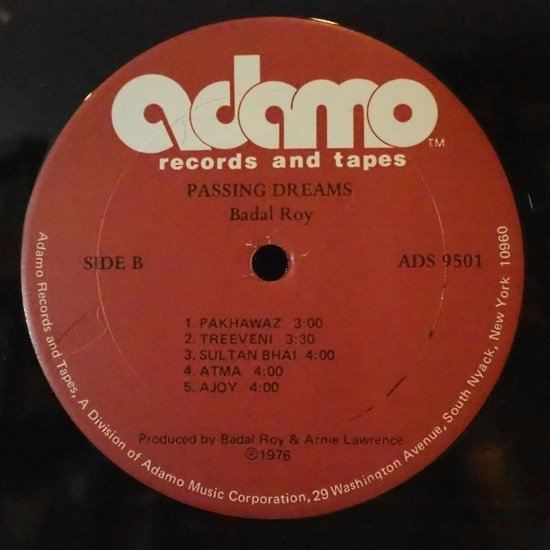 adamo
T.M.
records and tapes
PASSING DREAMS
Badal Roy
SIDE B
ADS 9501
1. PAKHAWAZ 3:00
2. TREEVENI 3:30
3. SULTAN BHAI 4:00
4. ATMA 4:00
5. AJOY 4:00
Produced by Badal Roy & Arnie Lawrence
℗1976
Adamo Records and Tapes, A Division of Adamo Music Corporation, 29 Washington Avenue, South Nyack, New York 10960